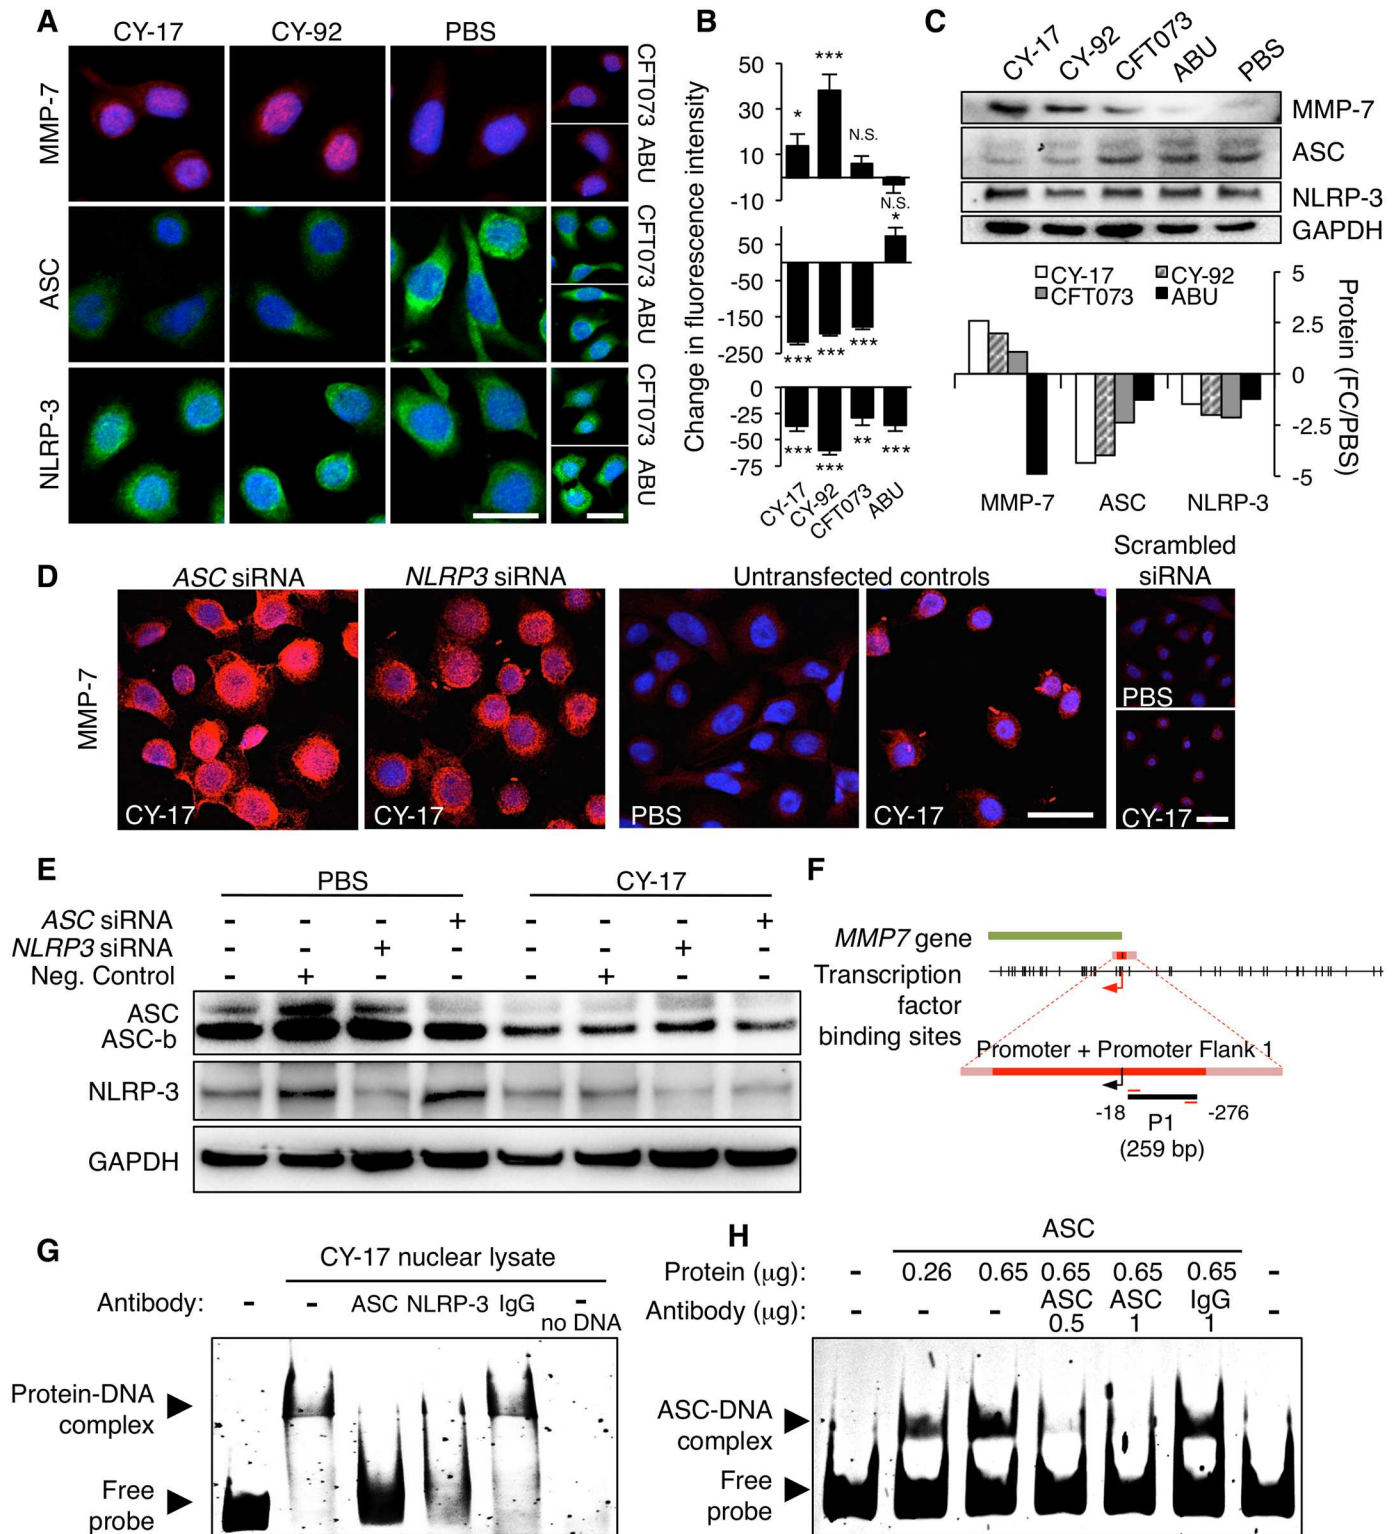 A
CY-17 CY-92 PBS
MMP-7
ASC
NLRP-3
CFT073 ABU
CFT073 ABU
CFT073 ABU
B
Change in fluorescence intensity
50
30
10
-10
* *** N.S. N.S.
50
-50
-150
-250
*** *** *** *
0
-25
-50
-75
*** *** ** ***
CY-17 CY-92 CFT073 ABU
C
CY-17 CY-92 CFT073 ABU PBS
MMP-7
ASC
NLRP-3
GAPDH
CY-17 CY-92
CFT073 ABU
5
2.5
0
-2.5
-5
Protein (FC/PBS)
MMP-7 ASC NLRP-3
D
ASC siRNA NLRP3 siRNA Untransfected controls Scrambled
siRNA
MMP-7
CY-17 CY-17 PBS CY-17
PBS
CY-17
E
PBS CY-17
ASC siRNA - - - + - - - +
NLRP3 siRNA - - + - - - + -
Neg. Control - + - - - + - -
ASC
ASC-b
NLRP-3
GAPDH
F
MMP7 gene
Transcription
factor
binding sites
Promoter + Promoter Flank 1
-18 -276
P1
(259 bp)
G
CY-17 nuclear lysate
Antibody: - - ASC NLRP-3 IgG -
no DNA
Protein-DNA
complex
Free
probe
H
ASC
Protein (μg): - 0.26 0.65 0.65 0.65 0.65 -
ASC ASC IgG
Antibody (μg): - - - 0.5 1 1 -
ASC-DNA
complex
Free
probe